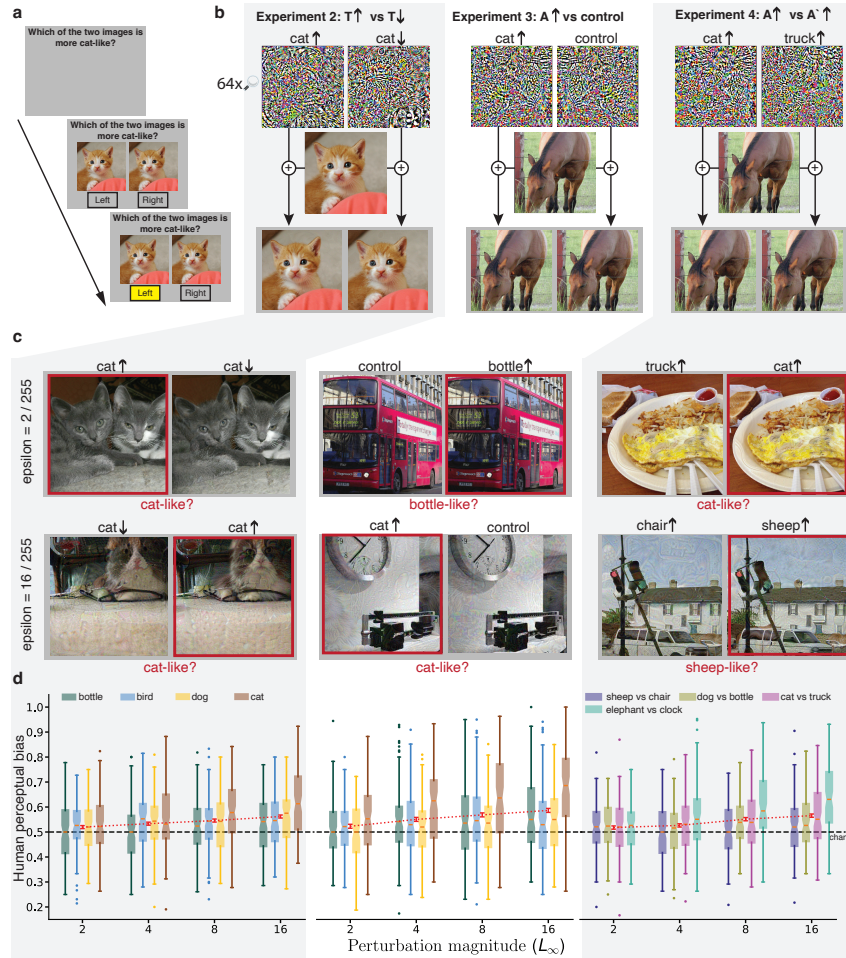 a
Which of the two images is
more cat-like?
Which of the two images is
more cat-like?
Left
Right
Which of the two images is
more cat-like?
Left
Right
b
Experiment 2: T↑ vs T↓
Experiment 3: A↑ vs control
Experiment 4: A↑ vs A`↑
cat↑
cat↓
cat↑
control
cat↑
truck↑
64x
c
epsilon = 2 / 255
cat↑
cat↓
cat-like?
control
bottle↑
bottle-like?
truck↑
cat↑
cat-like?
epsilon = 16 / 255
cat↓
cat↑
cat-like?
cat↑
control
cat-like?
chair↑
sheep↑
sheep-like?
d
bottle
bird
dog
cat
sheep vs chair
dog vs bottle
cat vs truck
elephant vs clock
Human perceptual bias
1.0
0.9
0.8
0.7
0.6
0.5
0.4
0.3
0.2
2
4
8
16
2
4
8
16
2
4
8
16
Perturbation magnitude (L∞)